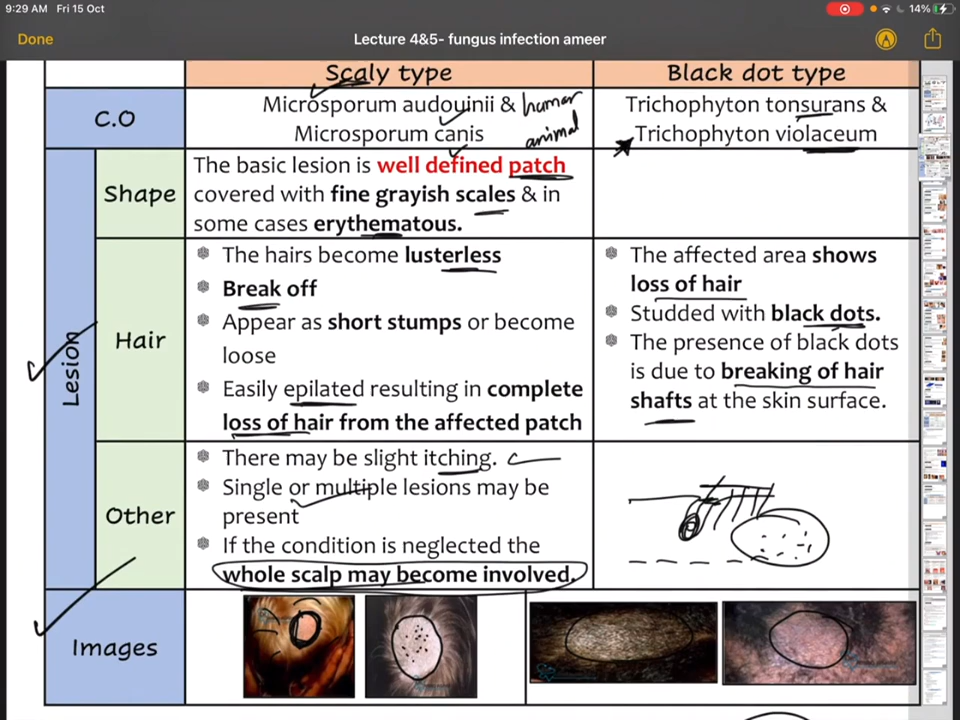 9:29 AM Fri 15 Oct
14%
Done
Lecture 4&5- fungus infection ameer
Scaly type
Black dot type
C.O
Microsporum audouinii & human
Microsporum canis animal
Trichophyton tonsurans &
Trichophyton violaceum
Lesion
Shape
The basic lesion is well defined patch
covered with fine grayish scales & in
some cases erythematous.
Hair
The hairs become lusterless
Break off
Appear as short stumps or become
loose
Easily epilated resulting in complete
loss of hair from the affected patch
The affected area shows
loss of hair
Studded with black dots.
The presence of black dots
is due to breaking of hair
shafts at the skin surface.
Other
There may be slight itching.
Single or multiple lesions may be
present
If the condition is neglected the
whole scalp may become involved.
Images